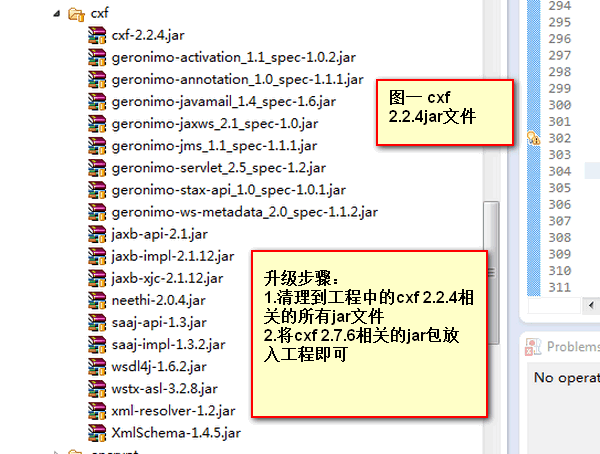 cxf
cxf-2.2.4.jar
geronimo-activation_1.1_spec-1.0.2.jar
geronimo-annotation_1.0_spec-1.1.1.jar
geronimo-javamail_1.4_spec-1.6.jar
geronimo-jaxws_2.1_spec-1.0.jar
geronimo-jms_1.1_spec-1.1.1.jar
geronimo-servlet_2.5_spec-1.2.jar
geronimo-stax-api_1.0_spec-1.0.1.jar
geronimo-ws-metadata_2.0_spec-1.1.2.jar
jaxb-api-2.1.jar
jaxb-impl-2.1.12.jar
jaxb-xjc-2.1.12.jar
neethi-2.0.4.jar
saaj-api-1.3.jar
saaj-impl-1.3.2.jar
wsdl4j-1.6.2.jar
wstx-asl-3.2.8.jar
xml-resolver-1.2.jar
XmlSchema-1.4.5.jar
图一 cxf
2.2.4jar文件
升级步骤：
1.清理到工程中的cxf 2.2.4相
关的所有jar文件
2.将cxf 2.7.6相关的jar包放
入工程即可
294
295
296
297
298
299
300
301
302
303
304
305
306
307
308
309
310
311
Problems
No operat